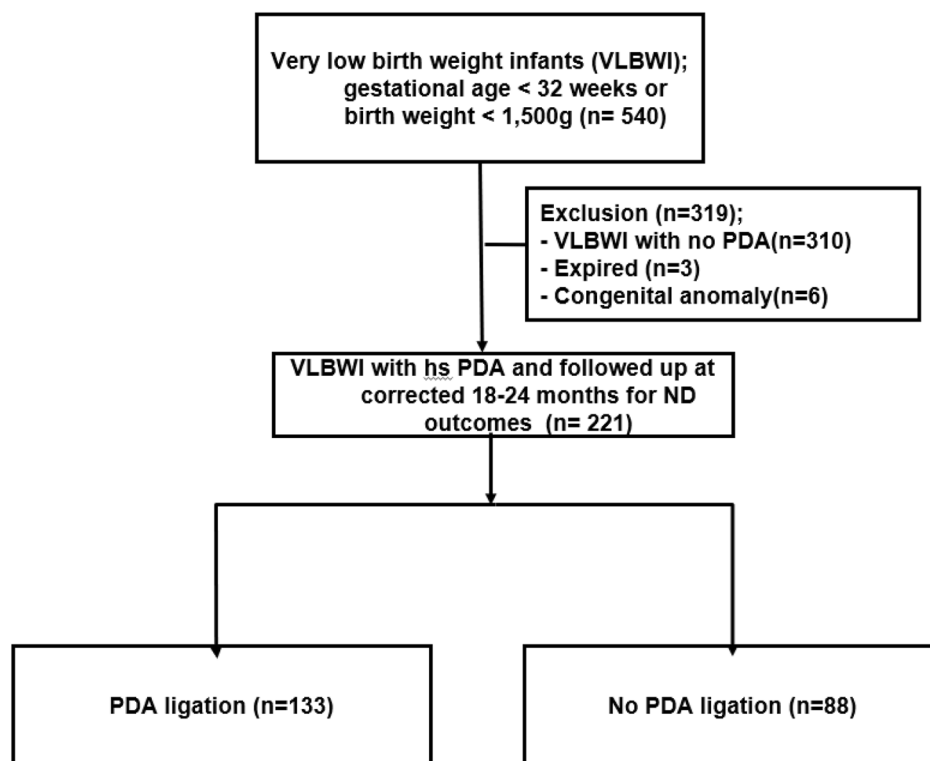 Very low birth weight infants (VLBWI);
gestational age < 32 weeks or
birth weight < 1,500g (n= 540)
Exclusion (n=319);
- VLBWI with no PDA(n=310)
- Expired (n=3)
- Congenital anomaly(n=6)
VLBWI with hs PDA and followed up at
corrected 18-24 months for ND
outcomes (n= 221)
PDA ligation (n=133)
No PDA ligation (n=88)